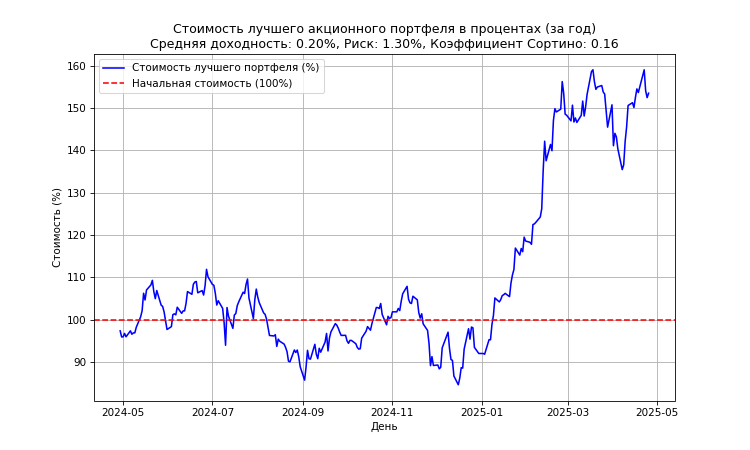 Стоимость лучшего акционного портфеля в процентах (за год)
Средняя доходность: 0.20%, Риск: 1.30%, Коэффициент Сортино: 0.16
Стоимость лучшего портфеля (%)
Начальная стоимость (100%)
Стоимость (%)
160
150
140
130
120
110
100
90
2024-05
2024-07
2024-09
2024-11
2025-01
2025-03
2025-05
День